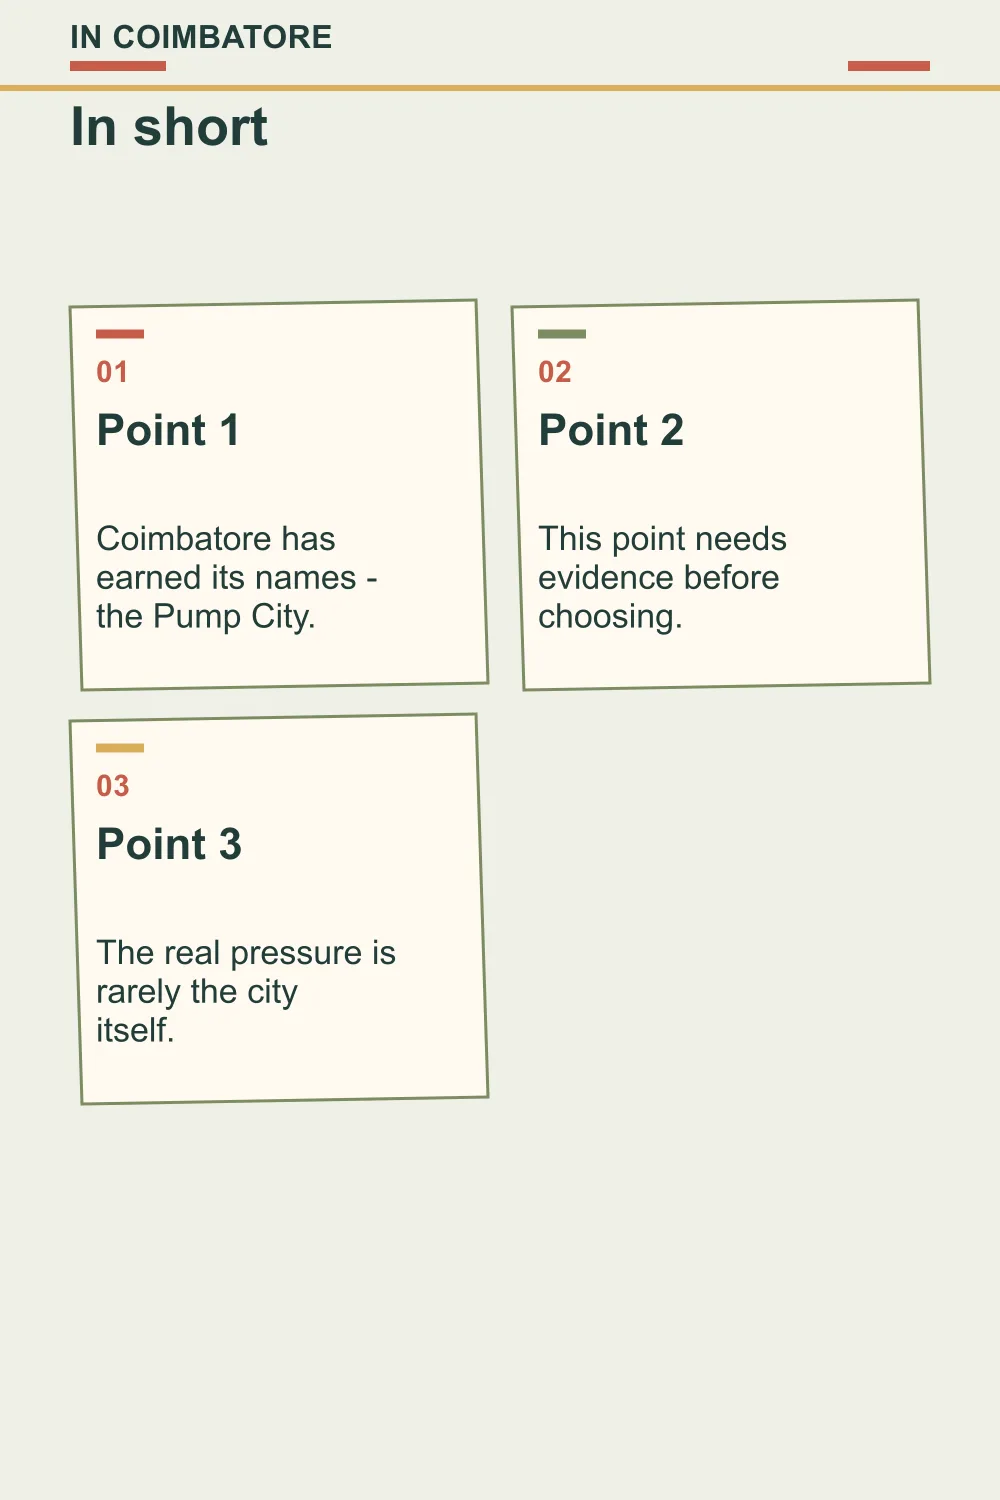 IN COIMBATORE
In short
01
Point 1
Coimbatore has
earned its names -
the Pump City.
02
Point 2
This point needs
evidence before
choosing.
03
Point 3
The real pressure is
rarely the city
itself.